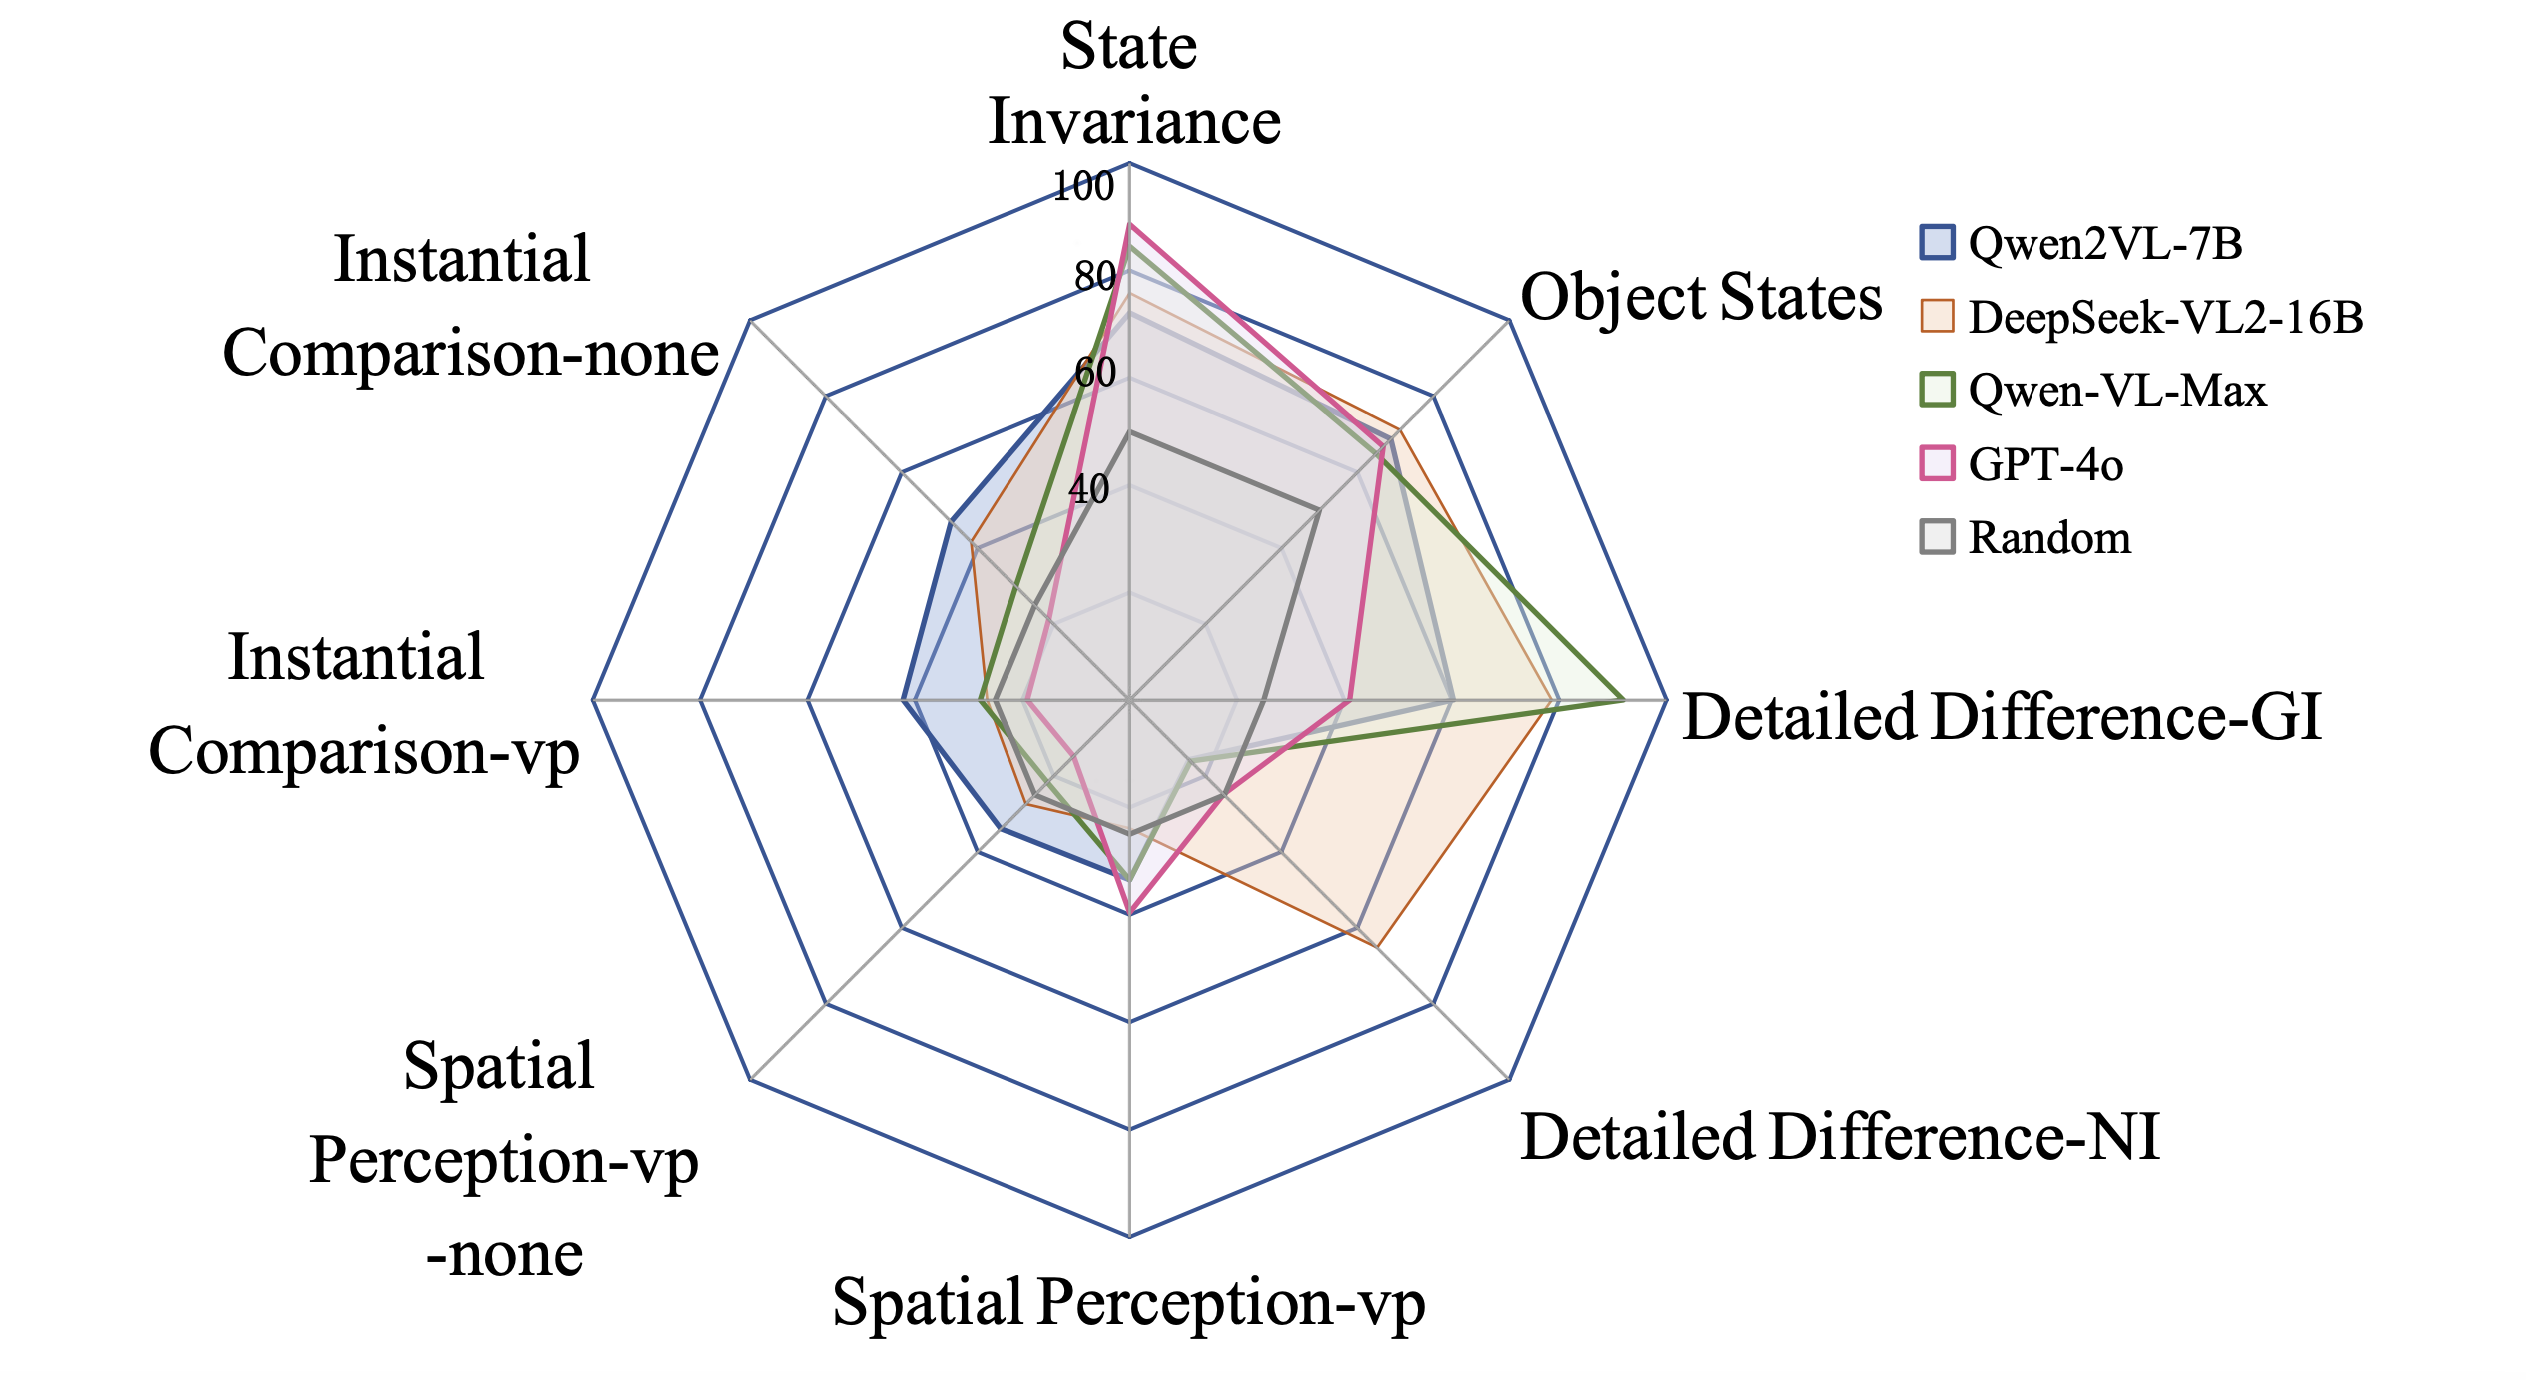 State
Invariance
100
80
60
40
Object States
Detailed Difference-GI
Detailed Difference-NI
Spatial Perception-vp
Spatial
Perception-vp
-none
Instantial
Comparison-vp
Instantial
Comparison-none
Qwen2VL-7B
DeepSeek-VL2-16B
Qwen-VL-Max
GPT-4o
Random